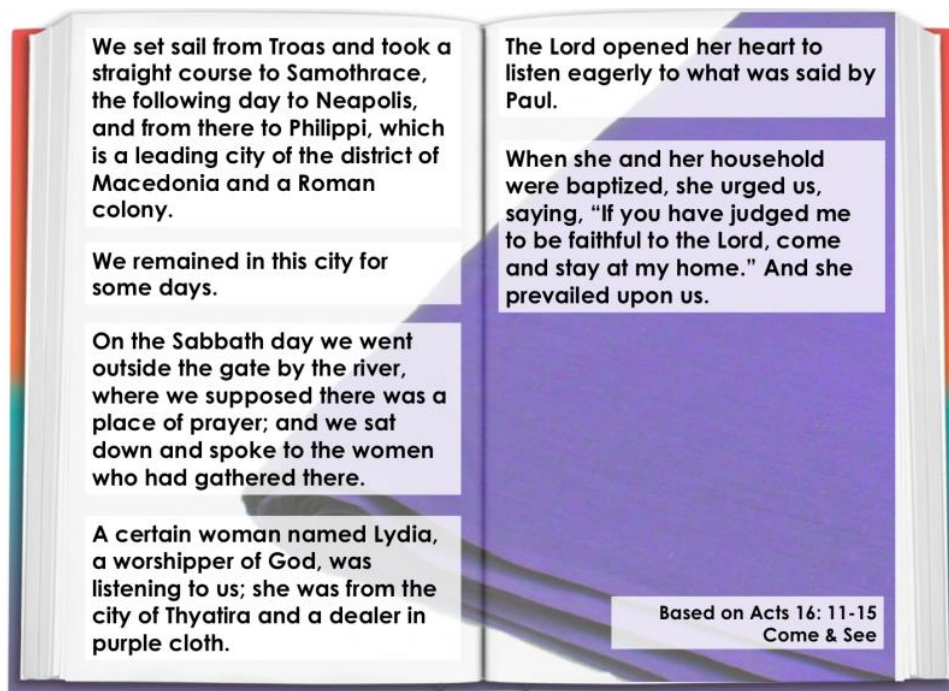 We set sail from Troas and took a
straight course to Samothrace,
the following day to Neapolis,
and from there to Philippi, which
is a leading city of the district of
Macedonia and a Roman
colony.
We remained in this city for
some days.
On the Sabbath day we went
outside the gate by the river,
where we supposed there was a
place of prayer; and we sat
down and spoke to the women
who had gathered there.
A certain woman named Lydia,
a worshipper of God, was
listening to us; she was from the
city of Thyatira and a dealer in
purple cloth.
The Lord opened her heart to
listen eagerly to what was said by
Paul.
When she and her household
were baptized, she urged us,
saying, “If you have judged me
to be faithful to the Lord, come
and stay at my home.” And she
prevailed upon us.
Based on Acts 16: 11-15
Come & See